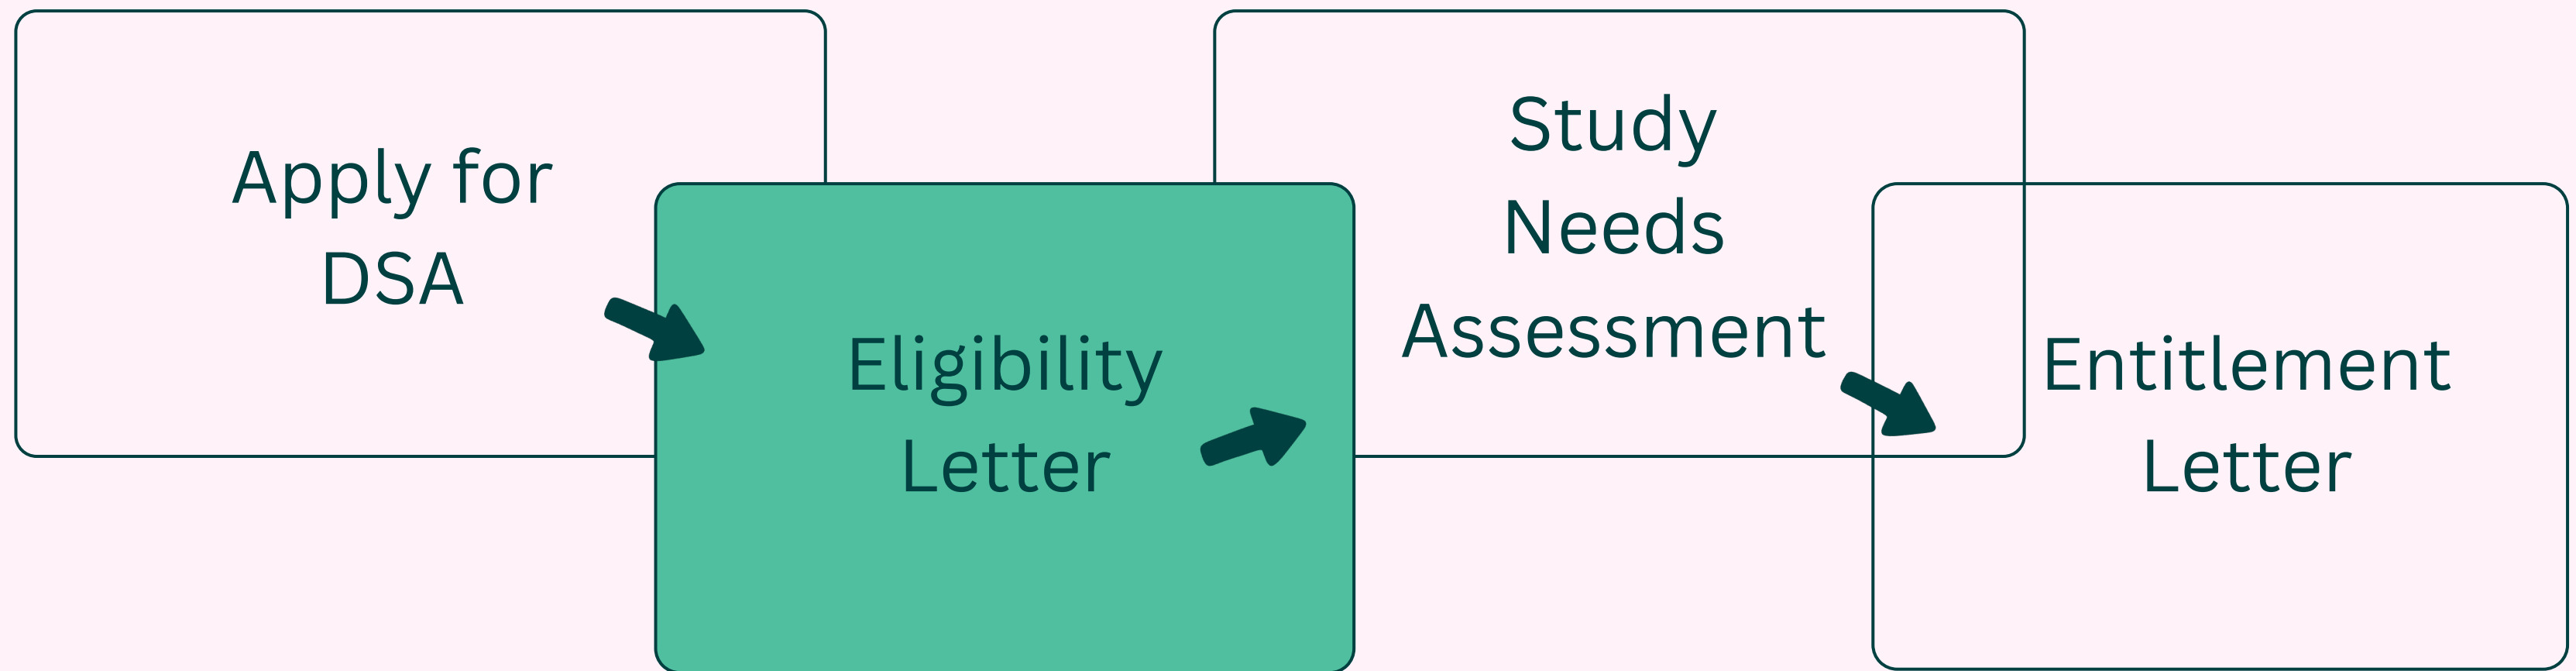 Apply for
DSA
Eligibility
Letter
Study
Needs
Assessment
Entitlement
Letter